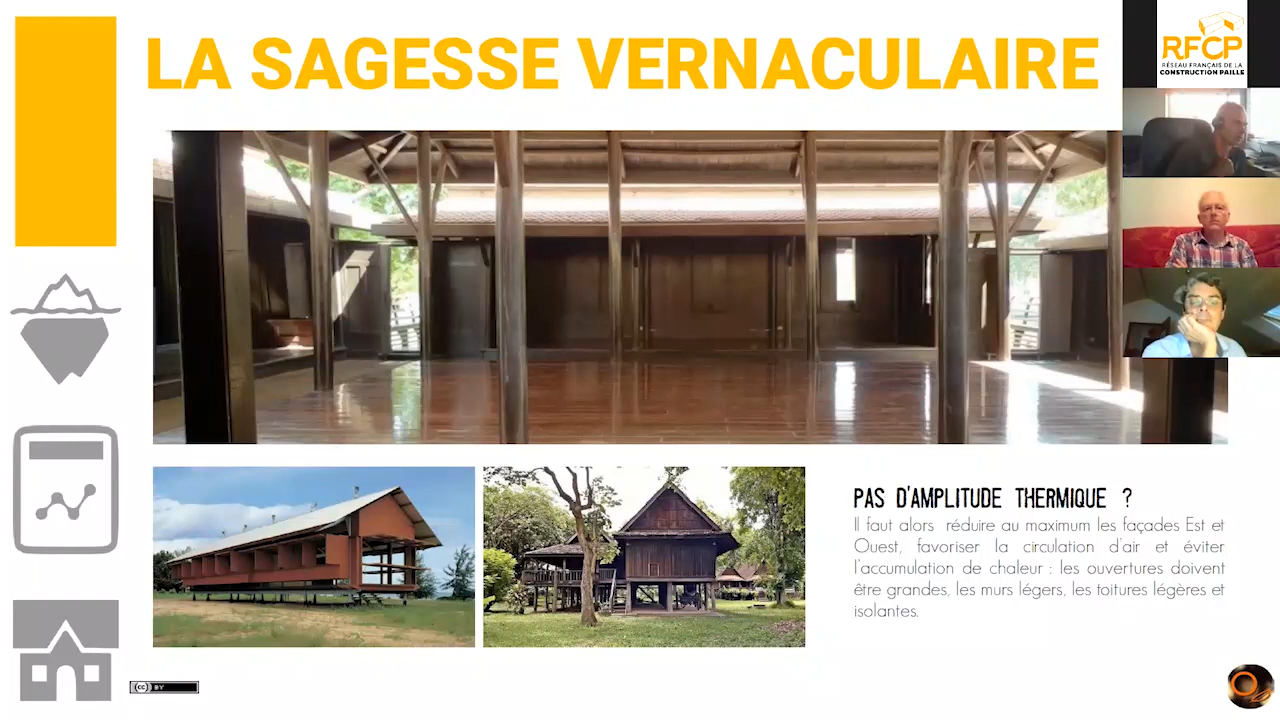 LA SAGESSE VERNACULAIRE
RFCP
RÉSEAU FRANÇAIS DE LA
CONSTRUCTION PAILLE
PAS D'AMPLITUDE THERMIQUE ?
Il faut alors réduire au maximum les façades Est et
Ouest, favoriser la circulation d'air et éviter
l'accumulation de chaleur : les ouvertures doivent
être grandes, les murs légers, les toitures légères et
isolantes.
cc BY